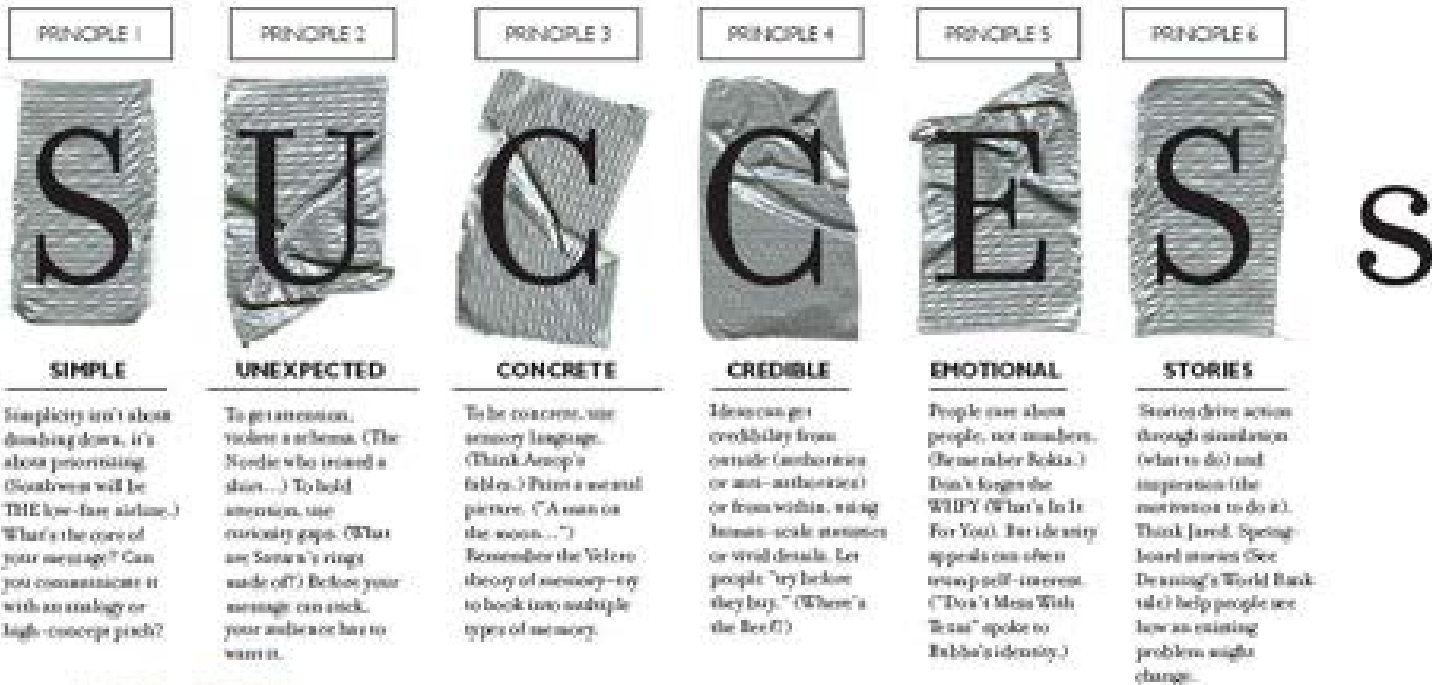 PRINCIPLE 1
PRINCIPLE 2
PRINCIPLE 3
PRINCIPLE 4
PRINCIPLE 5
PRINCIPLE 6
S U C C E S s
SIMPLE
Simplicity isn't about
dumbing down, it's
about prioritizing.
(Southwest will be
THE low-fare airline.)
What's the core of
your message? Can
you communicate it
with an analogy or
high-concept pitch?
UNEXPECTED
To get attention,
violate a schema. (The
Nordie who ironed a
shirt...) To hold
attention, use
curiosity gaps. (What
are Saturn's rings
made of?) Before your
message can stick,
your audience has to
want it.
CONCRETE
To be concrete, use
sensory language.
(Think Aesop's
fables.) Paint a mental
picture. ("A man on
the moon...")
Remember the Velcro
theory of memory—try
to hook into multiple
types of memory.
CREDIBLE
Ideas can get
credibility from
outside (authorities
or anti-authorities)
or from within, using
human-scale statistics
or vivid details. Let
people "try before
they buy." (Where's
the Beef?)
EMOTIONAL
People care about
people, not numbers.
(Remember Rokia.)
Don't forget the
WIIFY (What's In It
For You). But identity
appeals can often
trump self-interest.
("Don't Mess With
Texas" spoke to
Bubba's identity.)
STORIES
Stories drive action
through simulation
(what to do) and
inspiration (the
motivation to do it).
Think Jared. Spring-
board stories (See
Denning's World Bank
tale) help people see
how an existing
problem might
change.